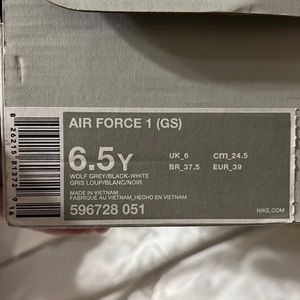 AIR FORCE 1 (GS)
6.5Y
UK_6 cm_24.5
BR_37.5 EUR_39
WOLF GREY/BLACK-WHITE
GRIS LOUP/BLANC/NOIR
MADE IN VIETNAM
FABRIQUÉ AU VIETNAM_HECHO EN VIETNAM
596728 051
NIKE.COM